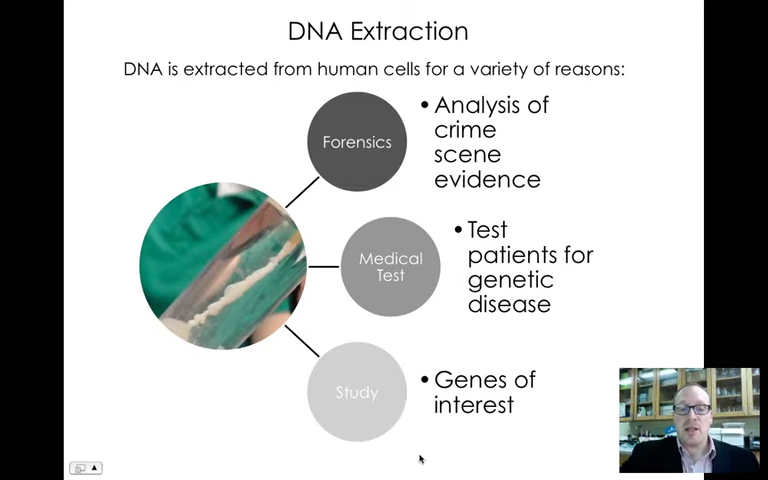 DNA Extraction
DNA is extracted from human cells for a variety of reasons:
Forensics
• Analysis of
crime
scene
evidence
Medical
Test
• Test
patients for
genetic
disease
Study
• Genes of
interest